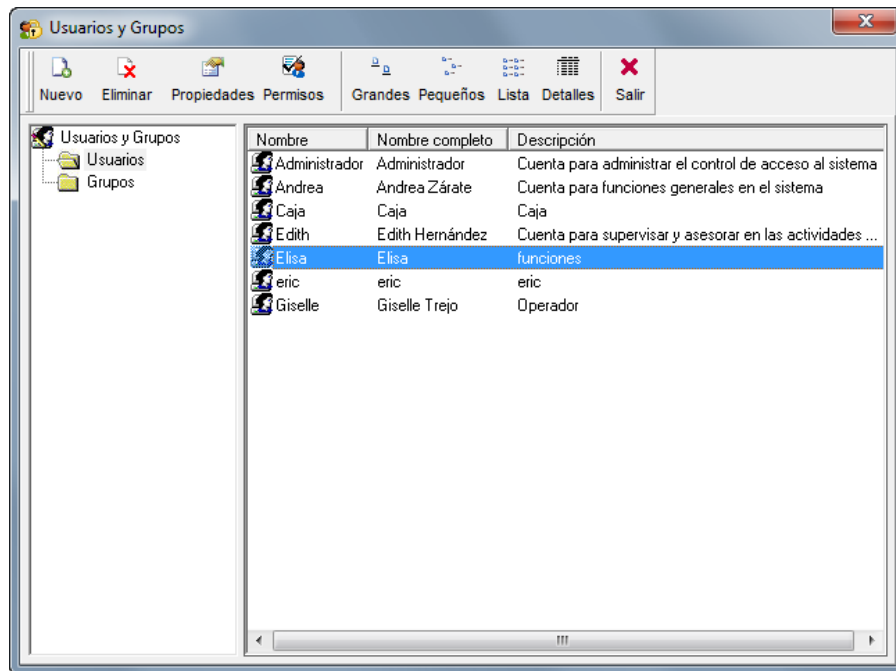 Usuarios y Grupos
Nuevo Eliminar Propiedades Permisos Grandes Pequeños Lista Detalles Salir
Usuarios y Grupos
Usuarios
Grupos
Nombre Nombre completo Descripción
Administrador Administrador Cuenta para administrar el control de acceso al sistema
Andrea Andrea Zárate Cuenta para funciones generales en el sistema
Caja Caja Caja
Edith Edith Hernández Cuenta para supervisar y asesorar en las actividades ...
Elisa Elisa funciones
eric eric eric
Giselle Giselle Trejo Operador